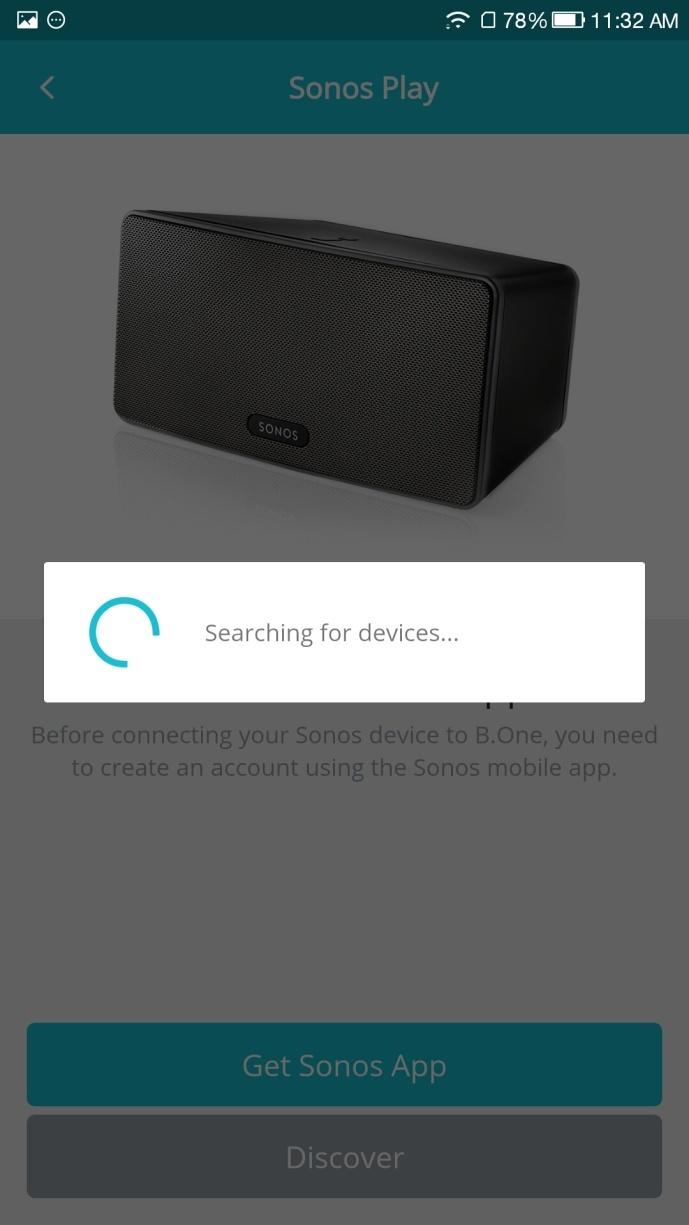 78% 11:32 AM
Sonos Play
SONOS
Searching for devices...
Before connecting your Sonos device to B.One, you need
to create an account using the Sonos mobile app.
Get Sonos App
Discover